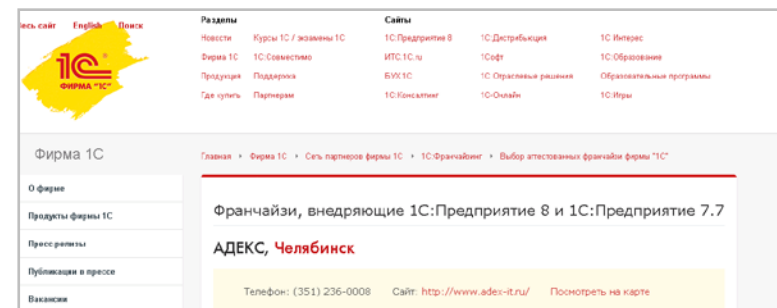 весь сайт English Поиск
Разделы Сайты
Новости Курсы 1С / экзамены 1С 1С:Предприятие 8 1С:Дистрибьюция 1С Интерес
Фирма 1С 1С:Совместимо ИТС.1С.ru 1Софт 1С:Образование
Продукция Поддержка БУХ.1С 1С Отраслевые решения Образовательные программы
Где купить Партнерам 1С:Консалтинг 1С-Онлайн 1С:Игры
1С
ФИРМА "1С"
Фирма 1С
Главная Фирма 1С Сеть партнеров фирмы 1С 1С:Франчайзинг Выбор аттестованных франчайзи фирмы "1С"
О фирме
Продукты фирмы 1С
Пресс релизы
Публикации в прессе
Вакансии
Франчайзи, внедряющие 1С:Предприятие 8 и 1С:Предприятие 7.7
АДЕКС, Челябинск
Телефон: (351) 236-0008 Сайт: http://www.adex-it.ru/ Посмотреть на карте